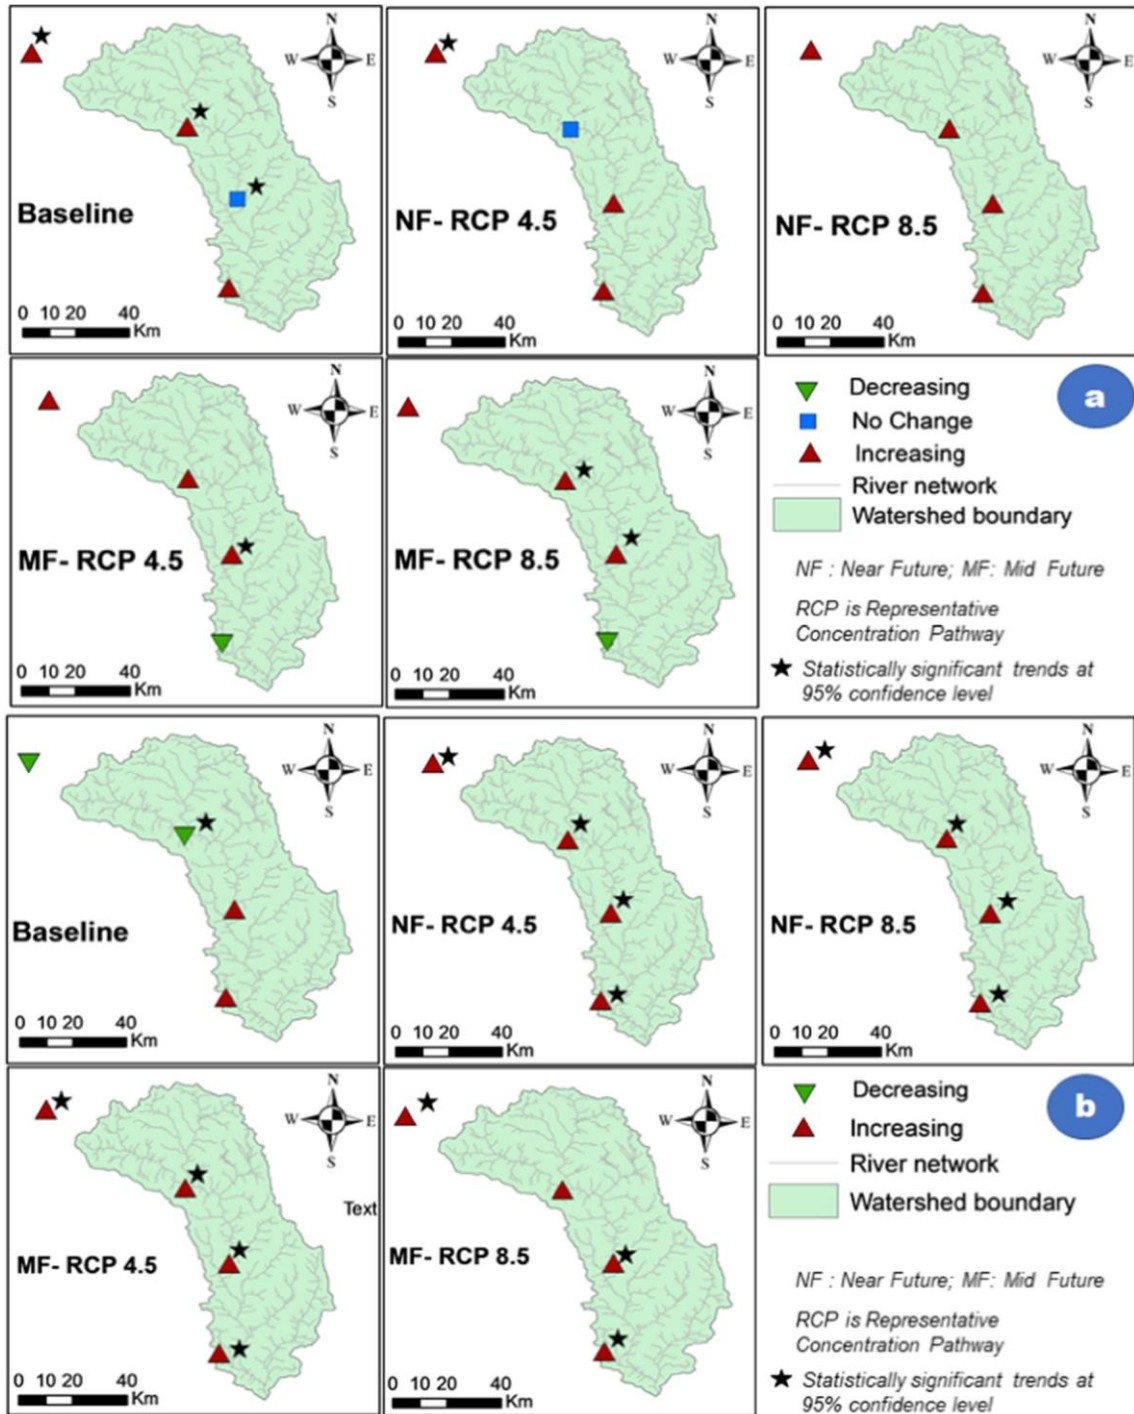 N
W E
S
Baseline
0 10 20 40
Km
N
W E
S
NF- RCP 4.5
0 10 20 40
Km
N
W E
S
NF- RCP 8.5
0 10 20 40
Km
N
W E
S
MF- RCP 4.5
0 10 20 40
Km
N
W E
S
MF- RCP 8.5
0 10 20 40
Km
a
Decreasing
No Change
Increasing
River network
Watershed boundary
NF : Near Future; MF: Mid Future
RCP is Representative
Concentration Pathway
Statistically significant trends at
95% confidence level
N
W E
S
Baseline
0 10 20 40
Km
N
W E
S
NF- RCP 4.5
0 10 20 40
Km
N
W E
S
NF- RCP 8.5
0 10 20 40
Km
N
W E
S
Text
MF- RCP 4.5
0 10 20 40
Km
N
W E
S
MF- RCP 8.5
0 10 20 40
Km
b
Decreasing
Increasing
River network
Watershed boundary
NF : Near Future; MF: Mid Future
RCP is Representative
Concentration Pathway
Statistically significant trends at
95% confidence level